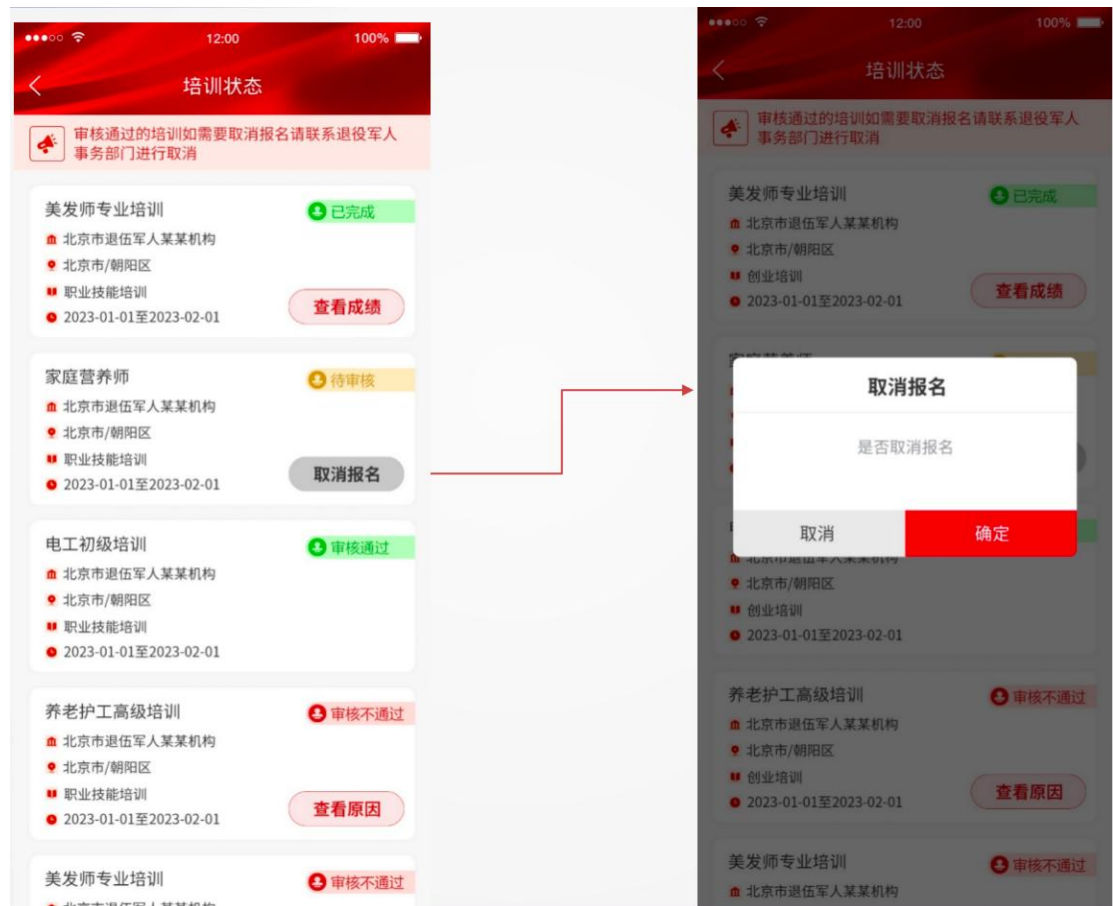 12:00
100%
培训状态
审核通过的培训如需要取消报名请联系退役军人
事务部门进行取消
美发师专业培训
已完成
北京市退伍军人某某机构
北京市/朝阳区
职业技能培训
2023-01-01至2023-02-01
查看成绩
家庭营养师
待审核
北京市退伍军人某某机构
北京市/朝阳区
职业技能培训
2023-01-01至2023-02-01
取消报名
电工初级培训
审核通过
北京市退伍军人某某机构
北京市/朝阳区
职业技能培训
2023-01-01至2023-02-01
养老护工高级培训
审核不通过
北京市退伍军人某某机构
北京市/朝阳区
职业技能培训
2023-01-01至2023-02-01
查看原因
美发师专业培训
审核不通过
12:00
100%
培训状态
审核通过的培训如需要取消报名请联系退役军人
事务部门进行取消
美发师专业培训
已完成
北京市退伍军人某某机构
北京市/朝阳区
创业培训
2023-01-01至2023-02-01
查看成绩
取消报名
是否取消报名
取消
确定
北京市/朝阳区
创业培训
2023-01-01至2023-02-01
养老护工高级培训
审核不通过
北京市退伍军人某某机构
北京市/朝阳区
创业培训
2023-01-01至2023-02-01
查看原因
美发师专业培训
审核不通过
北京市退伍军人某某机构